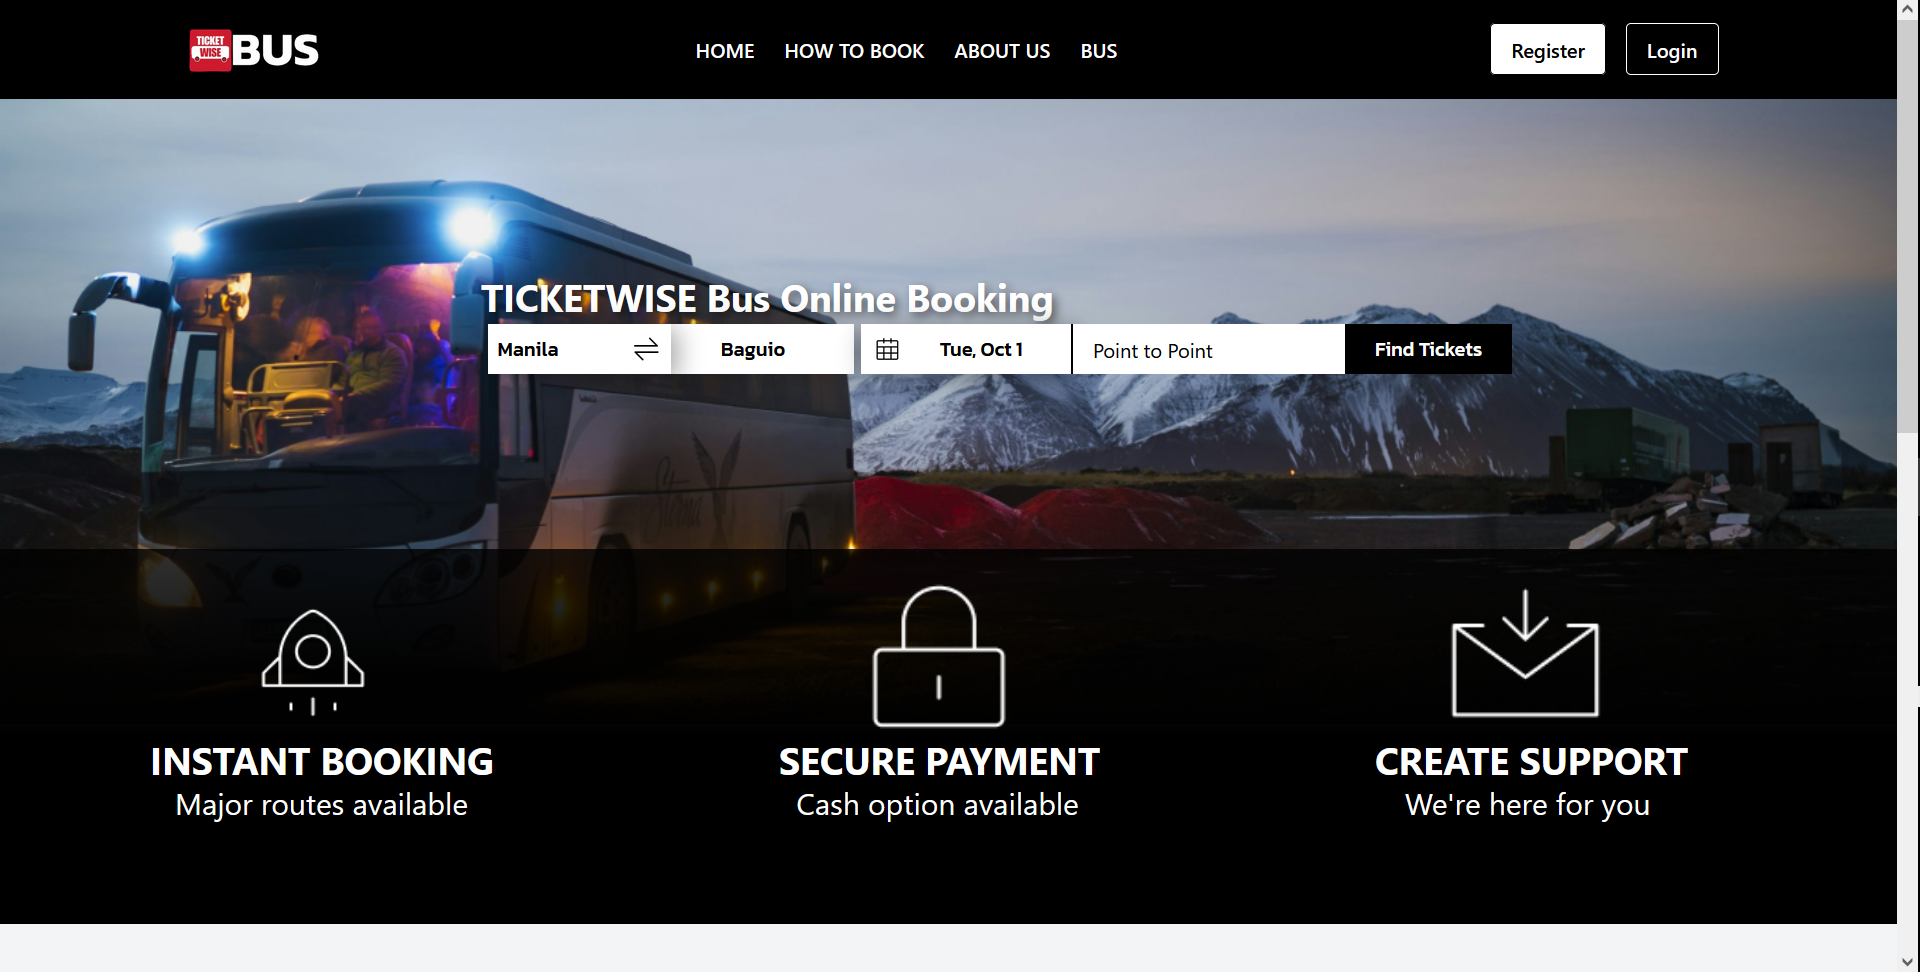 TICKET
WISE
BUS
HOME
HOW TO BOOK
ABOUT US
BUS
Register
Login
TICKETWISE Bus Online Booking
Manila
Baguio
Tue, Oct 1
Point to Point
Find Tickets
Sterna
INSTANT BOOKING
Major routes available
SECURE PAYMENT
Cash option available
CREATE SUPPORT
We're here for you